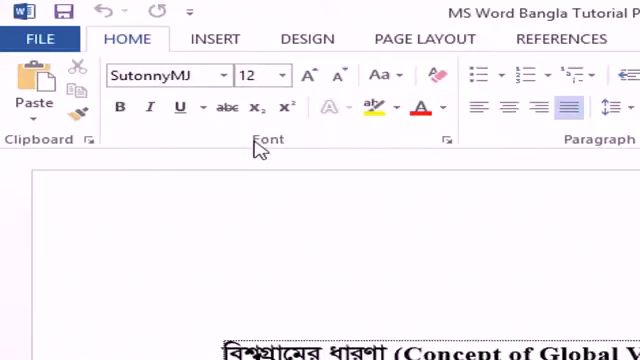 MS Word Bangla Tutorial P
FILE HOME INSERT DESIGN PAGE LAYOUT REFERENCES
SutonnyMJ 12 Aa
Paste B I U abc X₂ X² A ab A
Clipboard Font Paragraph
বিশ্বগ্রামের ধারণা (Concept of Global V